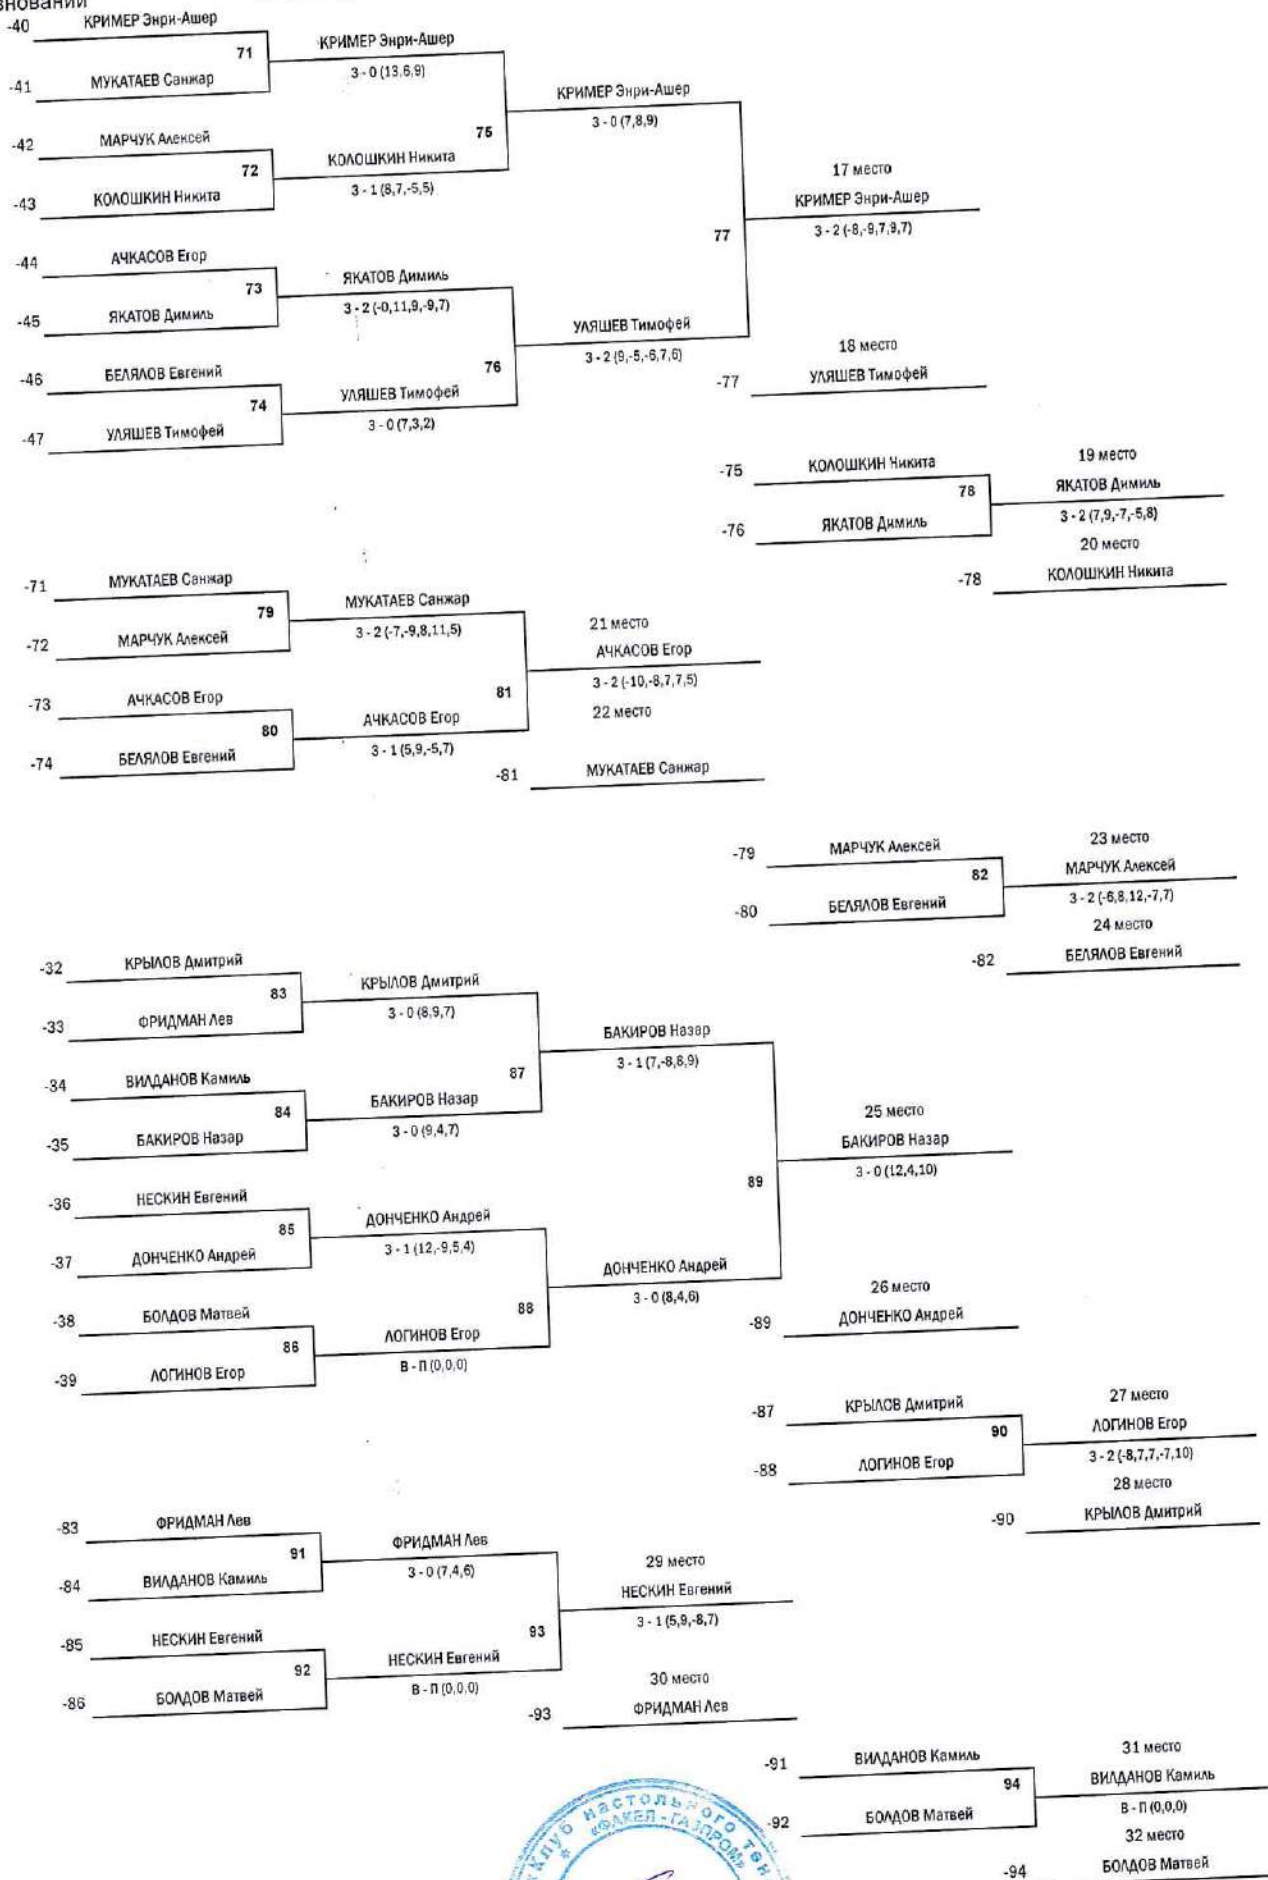 -40 КРИМЕР Энри-Ашер
71
-41 МУКАТАЕВ Санжар
КРИМЕР Энри-Ашер
3 - 0 (13,6,9)
-42 МАРЧУК Алексей
72
-43 КОЛОШКИН Никита
КОЛОШКИН Никита
3 - 1 (8,7,-5,5)
75
КРИМЕР Энри-Ашер
3 - 0 (7,8,9)
-44 АЧКАСОВ Егор
73
-45 ЯКАТОВ Димиль
ЯКАТОВ Димиль
3 - 2 (-0,11,9,-9,7)
-46 БЕЛЯЛОВ Евгений
74
-47 УЛЯШЕВ Тимофей
УЛЯШЕВ Тимофей
3 - 0 (7,3,2)
76
УЛЯШЕВ Тимофей
3 - 2 (9,-5,-6,7,6)
77
17 место
КРИМЕР Энри-Ашер
3 - 2 (-8,-9,7,9,7)
18 место
-77 УЛЯШЕВ Тимофей
-75 КОЛОШКИН Никита
78
-76 ЯКАТОВ Димиль
19 место
ЯКАТОВ Димиль
3 - 2 (7,9,-7,-5,8)
20 место
-78 КОЛОШКИН Никита
-71 МУКАТАЕВ Санжар
79
-72 МАРЧУК Алексей
МУКАТАЕВ Санжар
3 - 2 (-7,-9,8,11,5)
-73 АЧКАСОВ Егор
80
-74 БЕЛЯЛОВ Евгений
АЧКАСОВ Егор
3 - 1 (5,9,-5,7)
81
21 место
АЧКАСОВ Егор
3 - 2 (-10,-8,7,7,5)
22 место
-81 МУКАТАЕВ Санжар
-79 МАРЧУК Алексей
82
-80 БЕЛЯЛОВ Евгений
23 место
МАРЧУК Алексей
3 - 2 (-6,8,12,-7,7)
24 место
-82 БЕЛЯЛОВ Евгений
-32 КРЫЛОВ Дмитрий
83
-33 ФРИДМАН Лев
КРЫЛОВ Дмитрий
3 - 0 (8,9,7)
-34 ВИЛДАНОВ Камиль
84
-35 БАКИРОВ Назар
БАКИРОВ Назар
3 - 0 (9,4,7)
87
БАКИРОВ Назар
3 - 1 (7,-8,8,9)
-36 НЕСКИН Евгений
85
-37 ДОНЧЕНКО Андрей
ДОНЧЕНКО Андрей
3 - 1 (12,-9,5,4)
-38 БОЛДОВ Матвей
86
-39 ЛОГИНОВ Егор
ЛОГИНОВ Егор
В - П (0,0,0)
88
ДОНЧЕНКО Андрей
3 - 0 (8,4,6)
89
25 место
БАКИРОВ Назар
3 - 0 (12,4,10)
26 место
-89 ДОНЧЕНКО Андрей
-87 КРЫЛОВ Дмитрий
90
-88 ЛОГИНОВ Егор
27 место
ЛОГИНОВ Егор
3 - 2 (-8,7,7,-7,10)
28 место
-90 КРЫЛОВ Дмитрий
-83 ФРИДМАН Лев
91
-84 ВИЛДАНОВ Камиль
ФРИДМАН Лев
3 - 0 (7,4,6)
-85 НЕСКИН Евгений
92
-86 БОЛДОВ Матвей
НЕСКИН Евгений
В - П (0,0,0)
93
29 место
НЕСКИН Евгений
3 - 1 (5,9,-8,7)
30 место
-93 ФРИДМАН Лев
-91 ВИЛДАНОВ Камиль
94
-92 БОЛДОВ Матвей
31 место
ВИЛДАНОВ Камиль
В - П (0,0,0)
32 место
-94 БОЛДОВ Матвей
Клуб настольного тен
«ФАКЕЛ - ГАЗПРОМ»